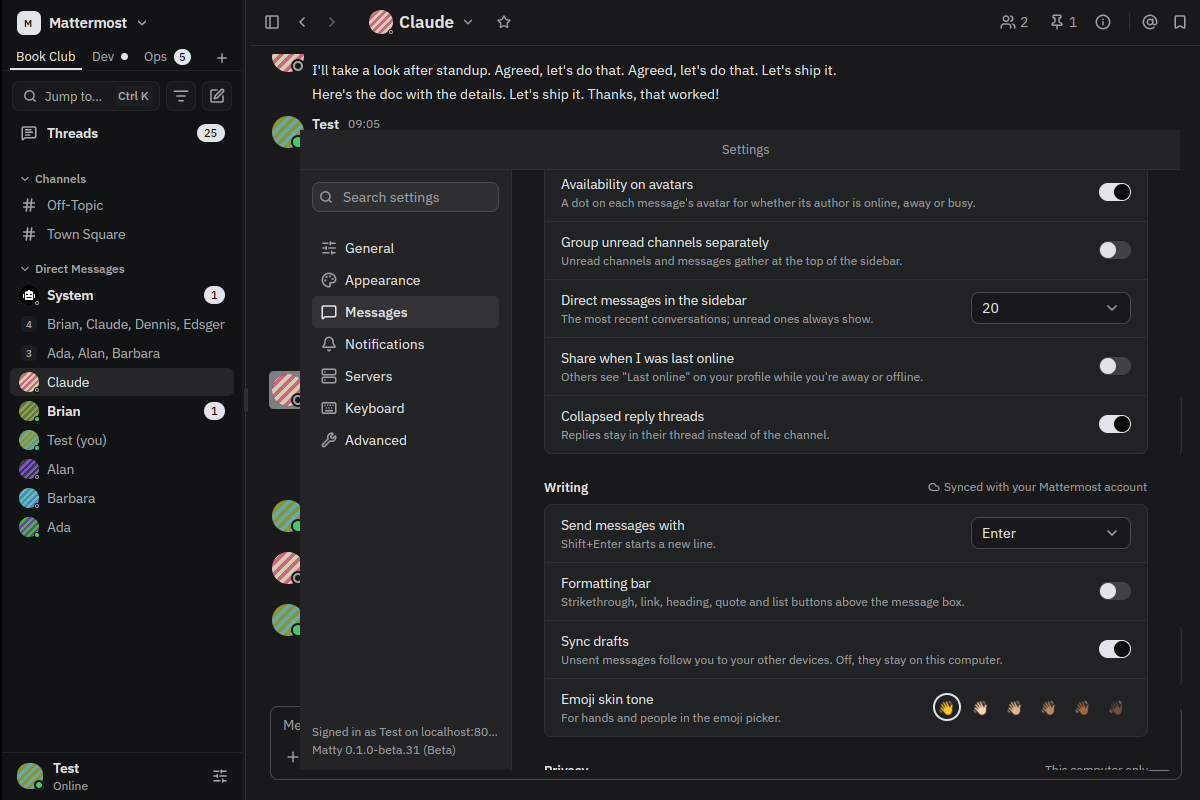 M Mattermost
Book Club Dev Ops 5
Jump to... Ctrl K
Threads 25
Channels
Off-Topic
Town Square
Direct Messages
System 1
4 Brian, Claude, Dennis, Edsger
3 Ada, Alan, Barbara
Claude
Brian 1
Test (you)
Alan
Barbara
Ada
Test
Online
Claude
2
1
I'll take a look after standup. Agreed, let's do that. Agreed, let's do that. Let's ship it.
Here's the doc with the details. Let's ship it. Thanks, that worked!
Test 09:05
Me
Settings
Search settings
General
Appearance
Messages
Notifications
Servers
Keyboard
Advanced
Signed in as Test on localhost:80...
Matty 0.1.0-beta.31 (Beta)
Availability on avatars
A dot on each message's avatar for whether its author is online, away or busy.
Group unread channels separately
Unread channels and messages gather at the top of the sidebar.
Direct messages in the sidebar
20
The most recent conversations; unread ones always show.
Share when I was last online
Others see "Last online" on your profile while you're away or offline.
Collapsed reply threads
Replies stay in their thread instead of the channel.
Writing
Synced with your Mattermost account
Send messages with
Enter
Shift+Enter starts a new line.
Formatting bar
Strikethrough, link, heading, quote and list buttons above the message box.
Sync drafts
Unsent messages follow you to your other devices. Off, they stay on this computer.
Emoji skin tone
For hands and people in the emoji picker.
Privacy
This computer only